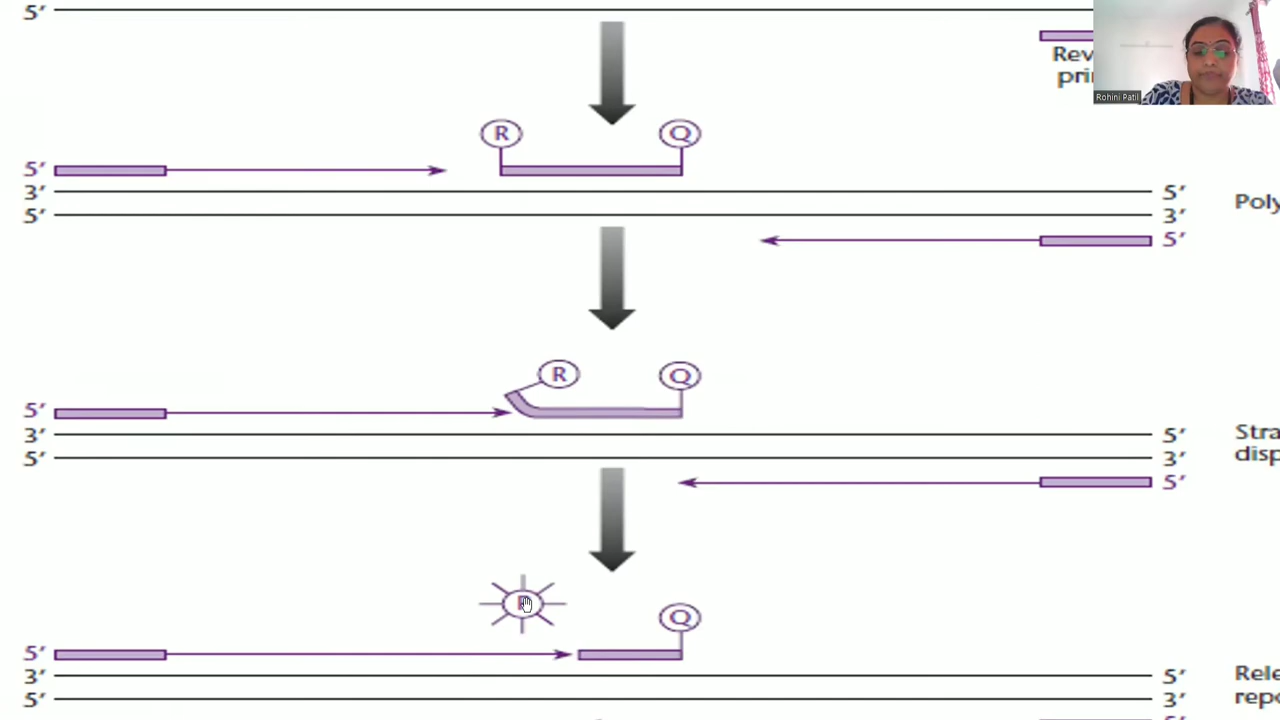 5′
Rev
pri
Rohini Patil
R Q
5′
3′ 5′
5′ 3′
Poly
5′
R Q
5′
3′ 5′
5′ 3′
Stra
disp
5′
Q
5′
3′ 5′
5′ 3′
Rele
repo